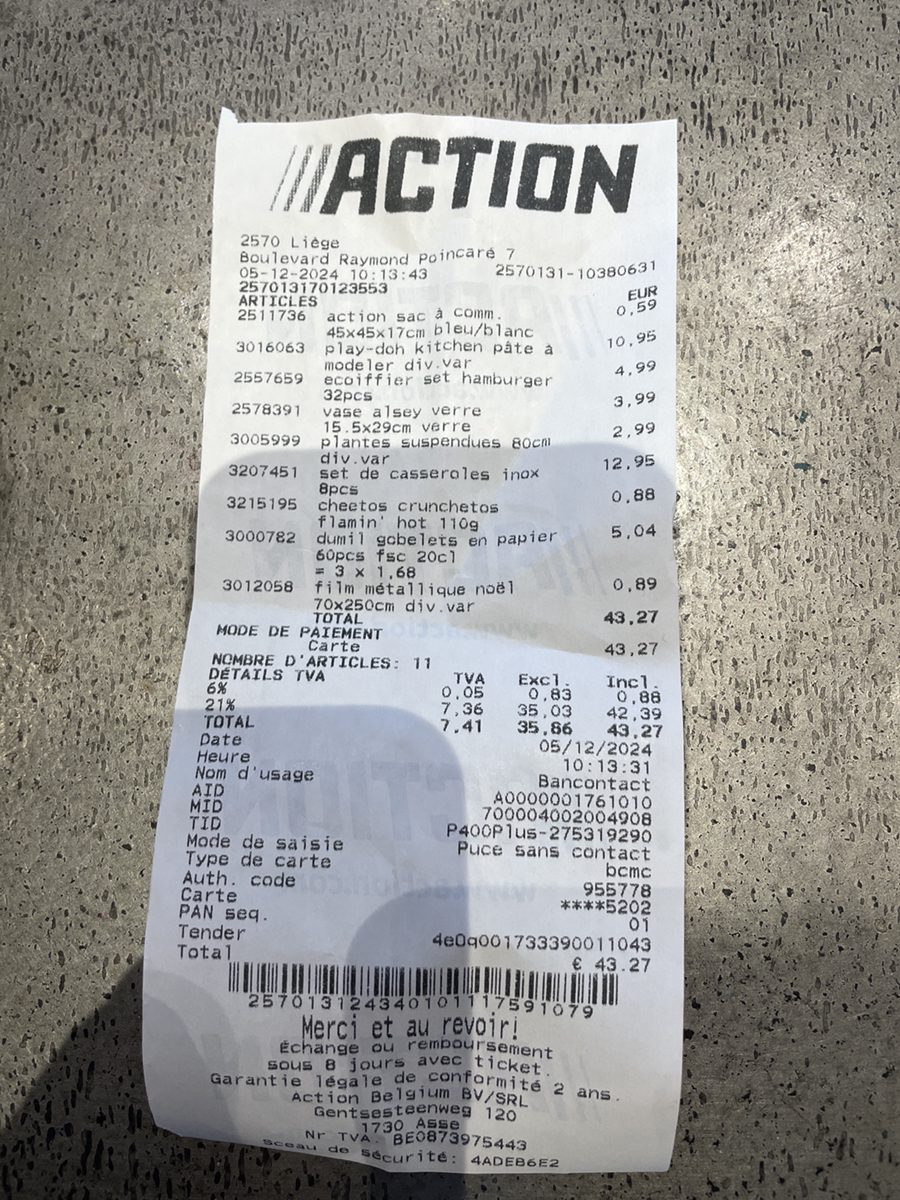 ///ACTION
2570 Liège
Boulevard Raymond Poincaré 7
05-12-2024 10:13:43 2570131-10380631
257013170123553
ARTICLES EUR
2511736 action sac à comm. 0,59
45x45x17cm bleu/blanc
3016063 play-doh kitchen pâte à 10,95
modeler div.var
2557659 ecoiffier set hamburger 4,99
32pcs
2578391 vase alsey verre 3,99
15.5x29cm verre
3005999 plantes suspendues 80cm 2,99
div.var
3207451 set de casseroles inox 12,95
8pcs
3215195 cheetos crunchetos 0,88
flamin' hot 110g
3000782 dumil gobelets en papier 5,04
60pcs fsc 20cl
= 3 x 1,68
3012058 film métallique noël 0,89
70x250cm div.var
TOTAL 43,27
MODE DE PAIEMENT
Carte 43,27
NOMBRE D'ARTICLES: 11
DÉTAILS TVA TVA Excl. Incl.
6% 0,05 0,83 0,88
21% 7,36 35,03 42,39
TOTAL 7,41 35,86 43,27
Date 05/12/2024
Heure 10:13:31
Nom d'usage Bancontact
AID A0000001761010
MID 700004002004908
TID P400Plus-275319290
Mode de saisie Puce sans contact
Type de carte bcmc
Auth. code 955778
Carte ****5202
PAN seq. 01
Tender 4e0q001733390011043
Total € 43.27
2570131243401011117591079
Merci et au revoir!
Échange ou remboursement
sous 8 jours avec ticket.
Garantie légale de conformité 2 ans.
Action Belgium BV/SRL
Gentsesteenweg 120
1730 Asse
Nr TVA. BE0873975443
Sceau de sécurité: 4ADEB6E2